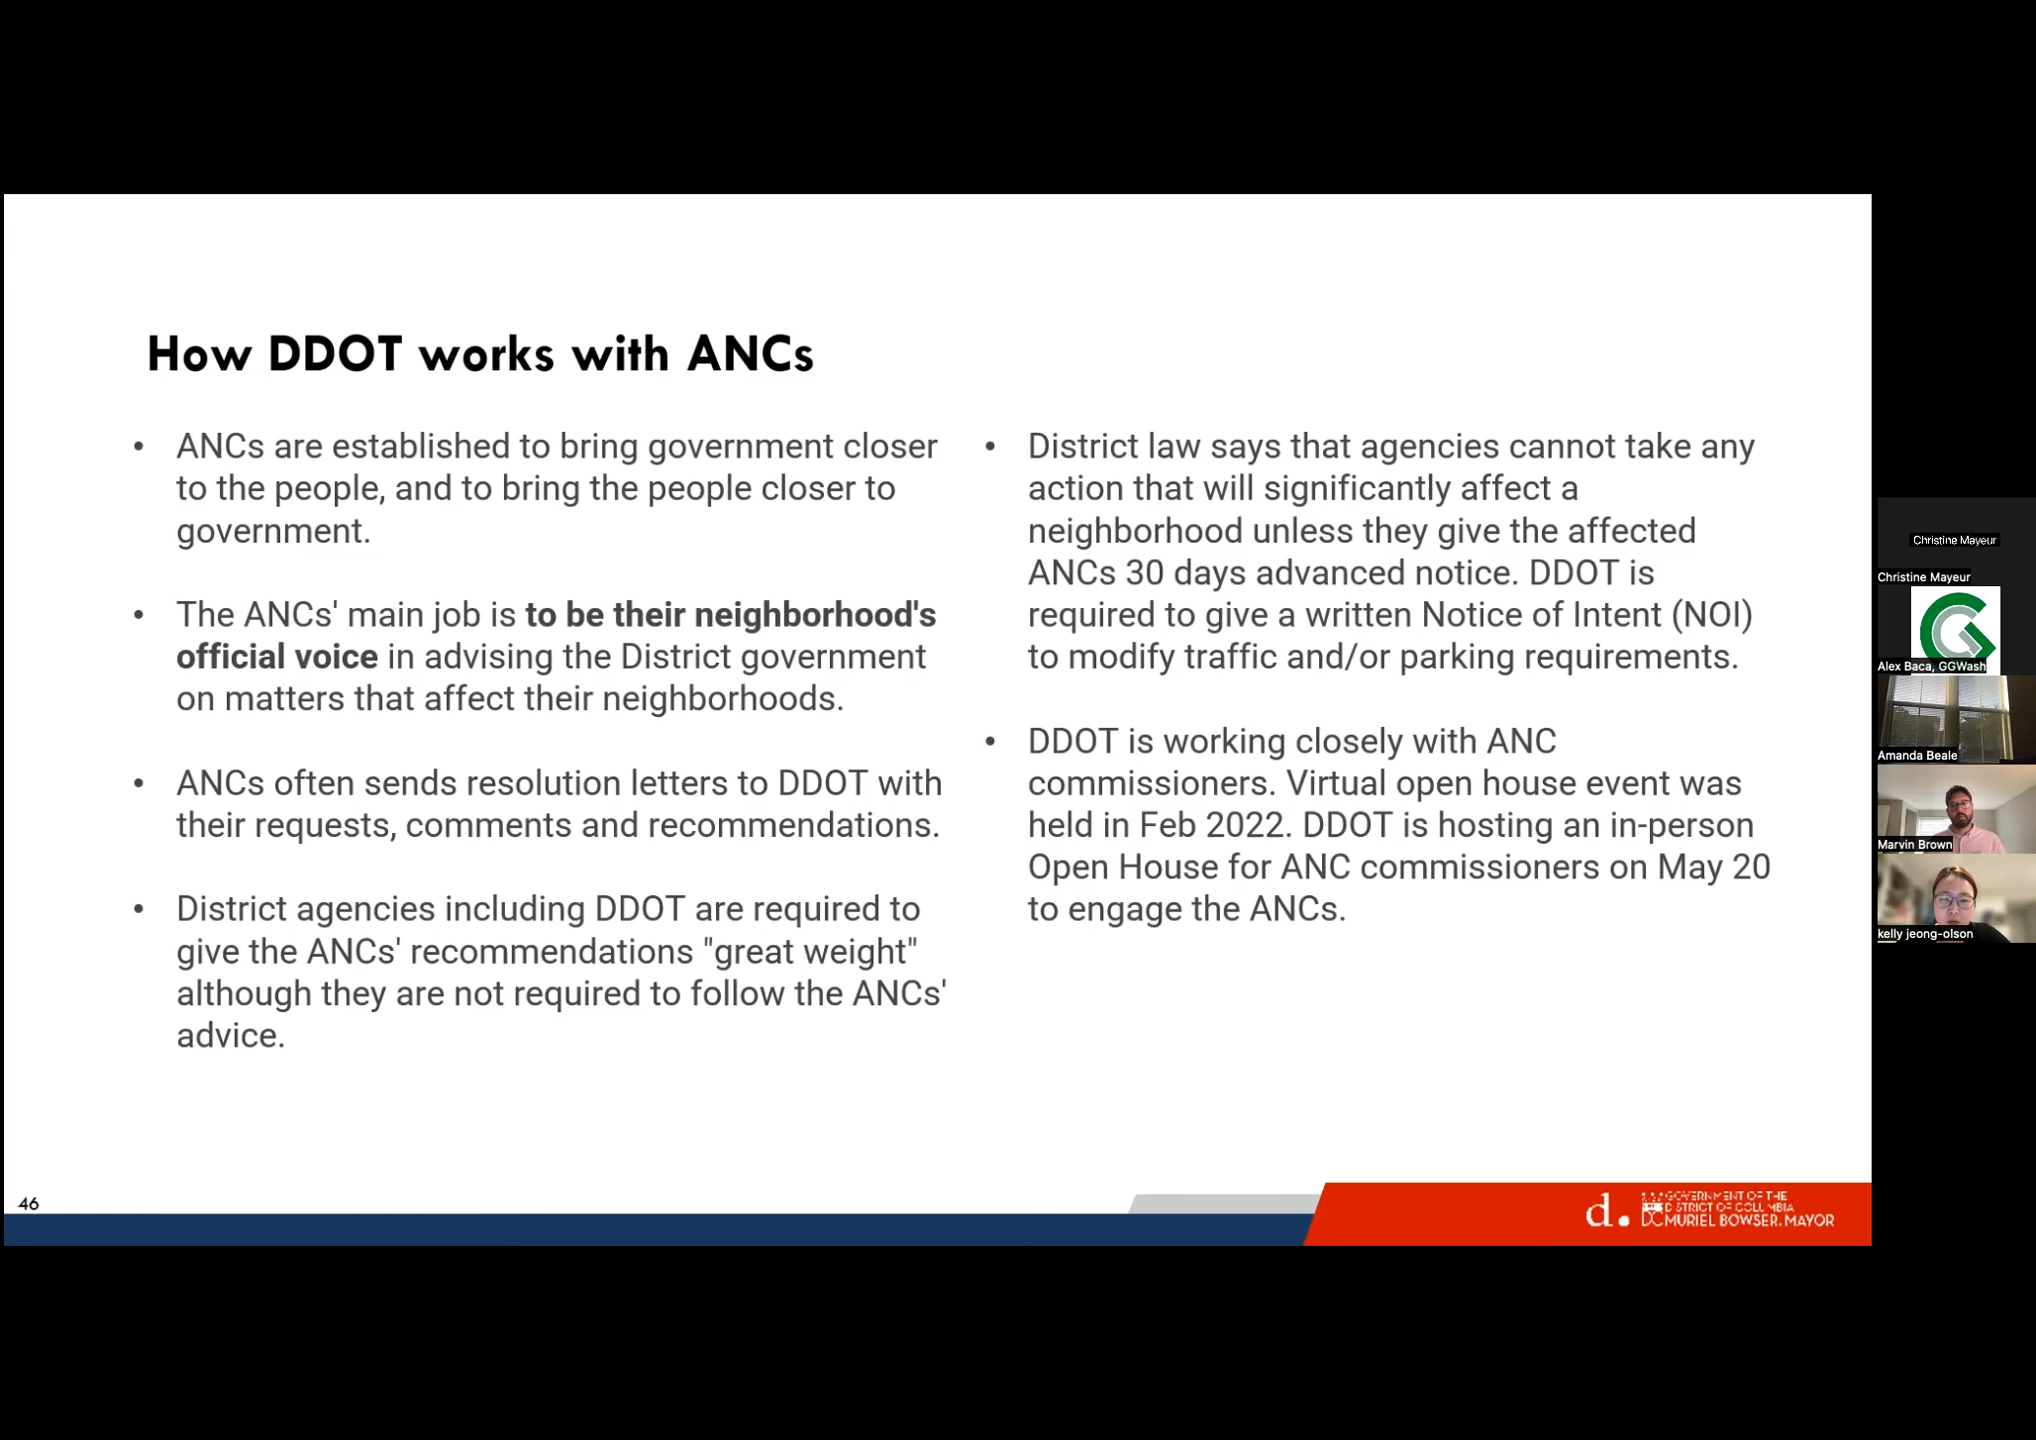 How DDOT works with ANCs
• ANCs are established to bring government closer
to the people, and to bring the people closer to
government.
• The ANCs' main job is to be their neighborhood's
official voice in advising the District government
on matters that affect their neighborhoods.
• ANCs often sends resolution letters to DDOT with
their requests, comments and recommendations.
• District agencies including DDOT are required to
give the ANCs' recommendations "great weight"
although they are not required to follow the ANCs'
advice.
• District law says that agencies cannot take any
action that will significantly affect a
neighborhood unless they give the affected
ANCs 30 days advanced notice. DDOT is
required to give a written Notice of Intent (NOI)
to modify traffic and/or parking requirements.
• DDOT is working closely with ANC
commissioners. Virtual open house event was
held in Feb 2022. DDOT is hosting an in-person
Open House for ANC commissioners on May 20
to engage the ANCs.
46
d.
GOVERNMENT OF THE
DISTRICT OF COLUMBIA
DC MURIEL BOWSER, MAYOR
Christine Mayeur
Christine Mayeur
Alex Baca, GGWash
Amanda Beale
Marvin Brown
kelly jeong-olson